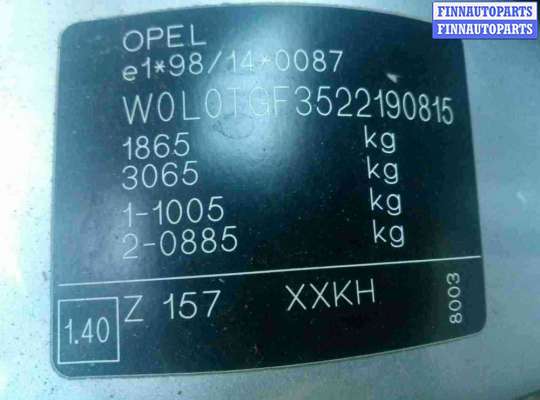 FINNAUTOPARTS
FINNAUTOPARTS
OPEL
e1*98/14*0087
W0L0TGF3522190815
1865 kg
3065 kg
1-1005 kg
2-0885 kg
1.40 Z 157 XXKH
8003